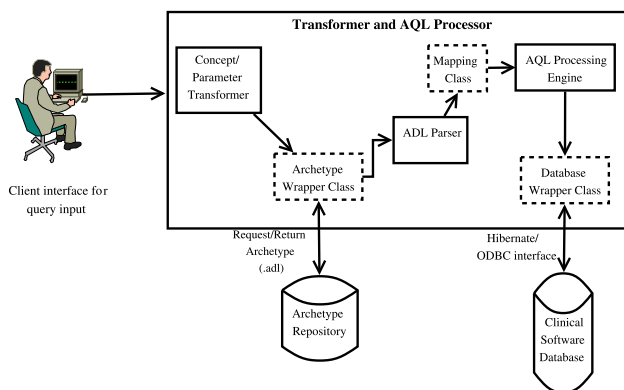 Transformer and AQL Processor
Concept/
Parameter
Transformer
Mapping
Class
AQL Processing
Engine
ADL Parser
Archetype
Wrapper Class
Database
Wrapper Class
Client interface for
query input
Request/Return
Archetype
(.adl)
Hibernate/
ODBC interface
Archetype
Repository
Clinical
Software
Database